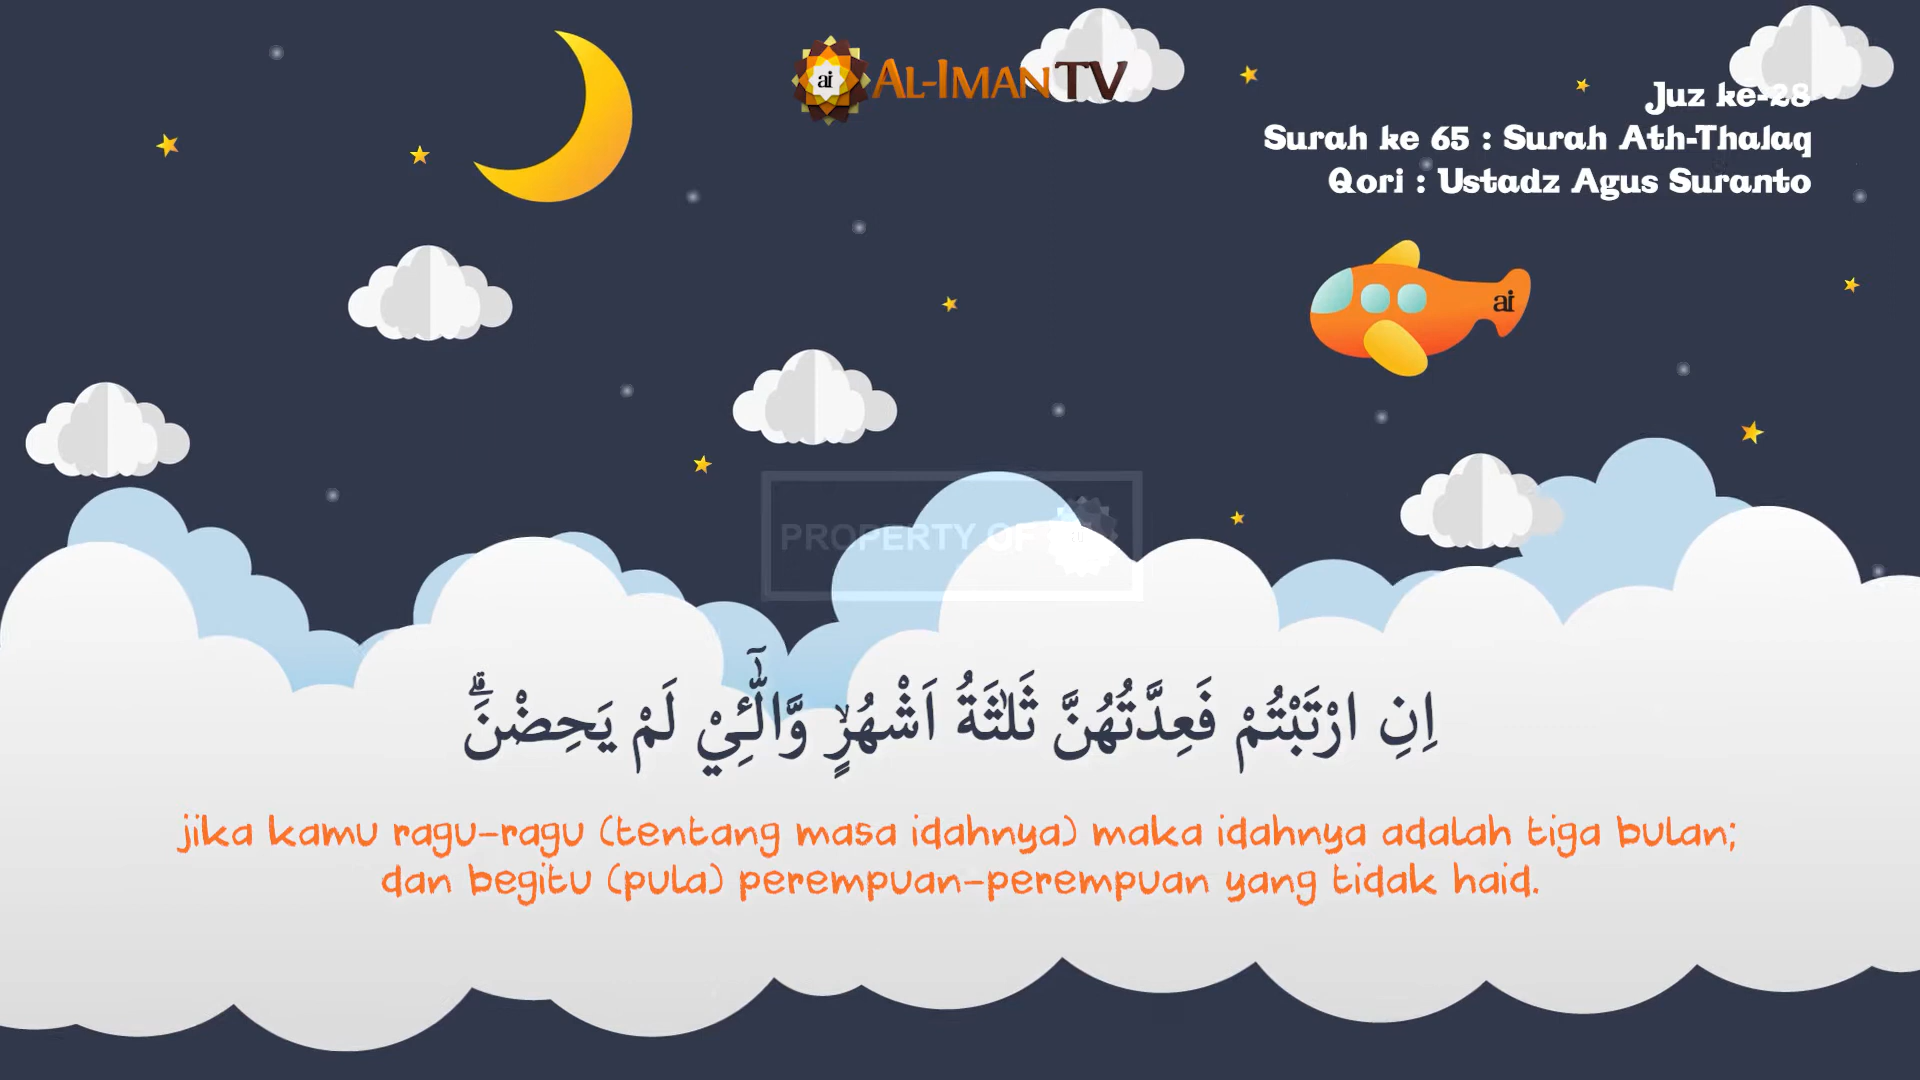 ai AL-IMAN TV
Juz ke-28
Surah ke 65 : Surah Ath-Thalaq
Qori : Ustadz Agus Suranto
ai
PROPERTY OF ai
اِنِ ارْتَبْتُمْ فَعِدَّتُهُنَّ ثَلٰثَةُ اَشْهُرٍۙ وَّالّٰۤـِٔيْ لَمْ يَحِضْنَۗ
jika kamu ragu-ragu (tentang masa idahnya) maka idahnya adalah tiga bulan;
dan begitu (pula) perempuan-perempuan yang tidak haid.